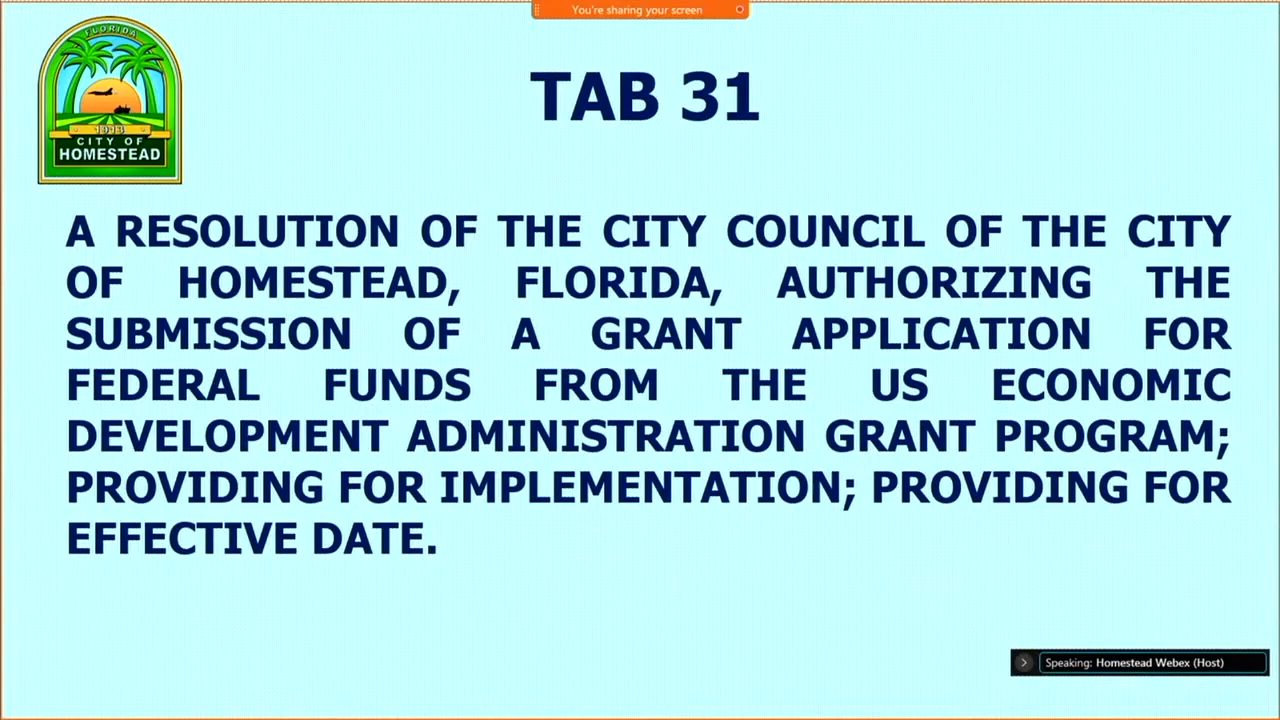 You're sharing your screen
FLORIDA
1913
CITY OF
HOMESTEAD
TAB 31
A RESOLUTION OF THE CITY COUNCIL OF THE CITY
OF HOMESTEAD, FLORIDA, AUTHORIZING THE
SUBMISSION OF A GRANT APPLICATION FOR
FEDERAL FUNDS FROM THE US ECONOMIC
DEVELOPMENT ADMINISTRATION GRANT PROGRAM;
PROVIDING FOR IMPLEMENTATION; PROVIDING FOR
EFFECTIVE DATE.
Speaking: Homestead Webex (Host)